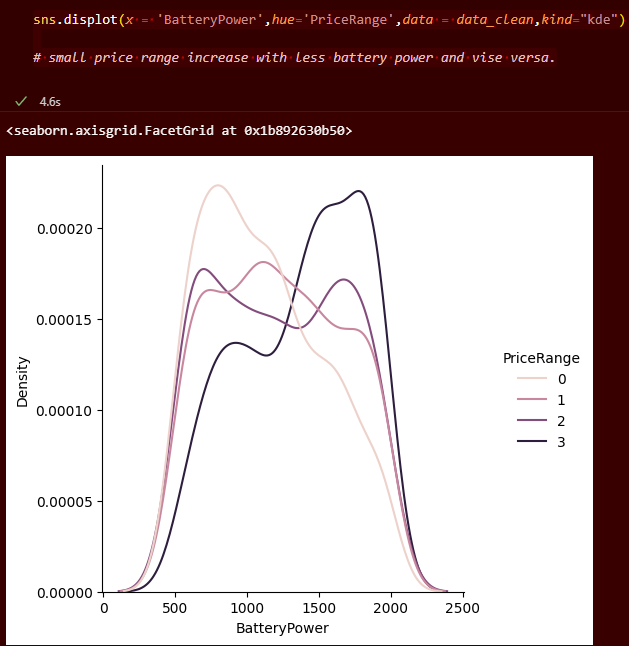 sns.displot(x = 'BatteryPower',hue='PriceRange',data = data_clean,kind="kde")
# small price range increase with less battery power and vise versa.
4.6s
<seaborn.axisgrid.FacetGrid at 0x1b892630b50>
0.00020
0.00015
0.00010
0.00005
0.00000
Density
0 500 1000 1500 2000 2500
BatteryPower
PriceRange
0
1
2
3